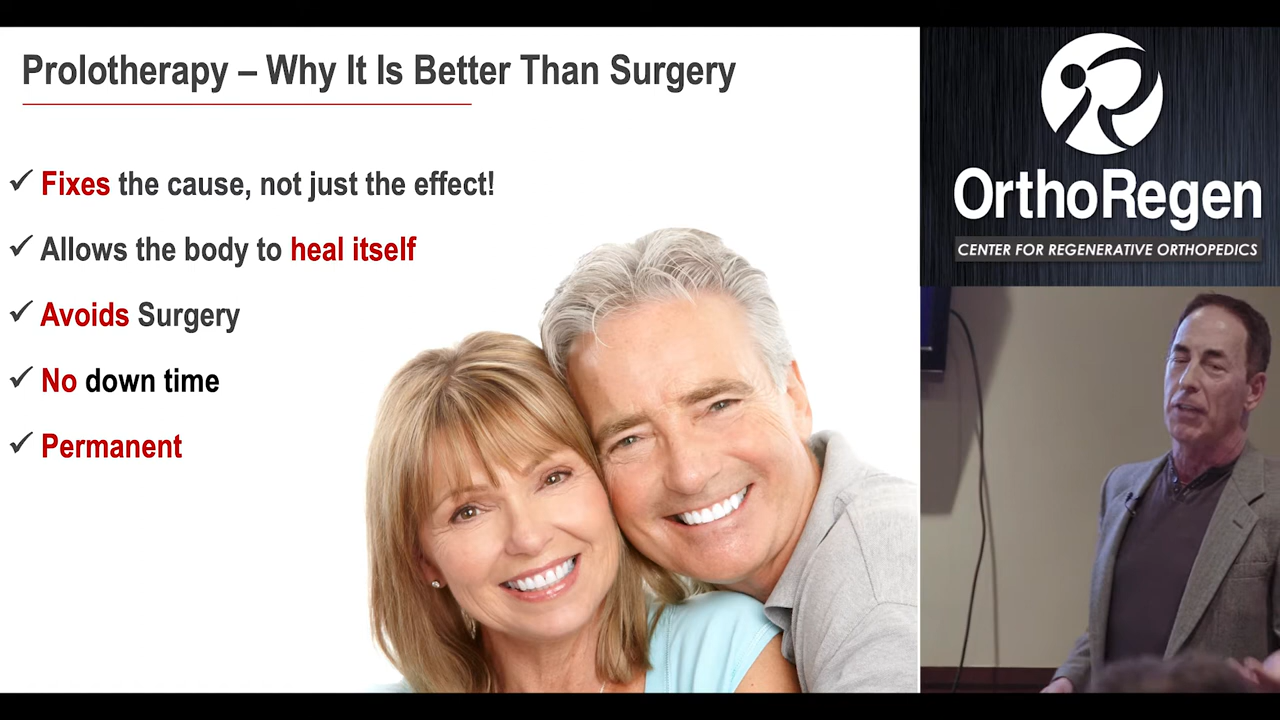 Prolotherapy – Why It Is Better Than Surgery
✓ Fixes the cause, not just the effect!
✓ Allows the body to heal itself
✓ Avoids Surgery
✓ No down time
✓ Permanent
OrthoRegen
CENTER FOR REGENERATIVE ORTHOPEDICS